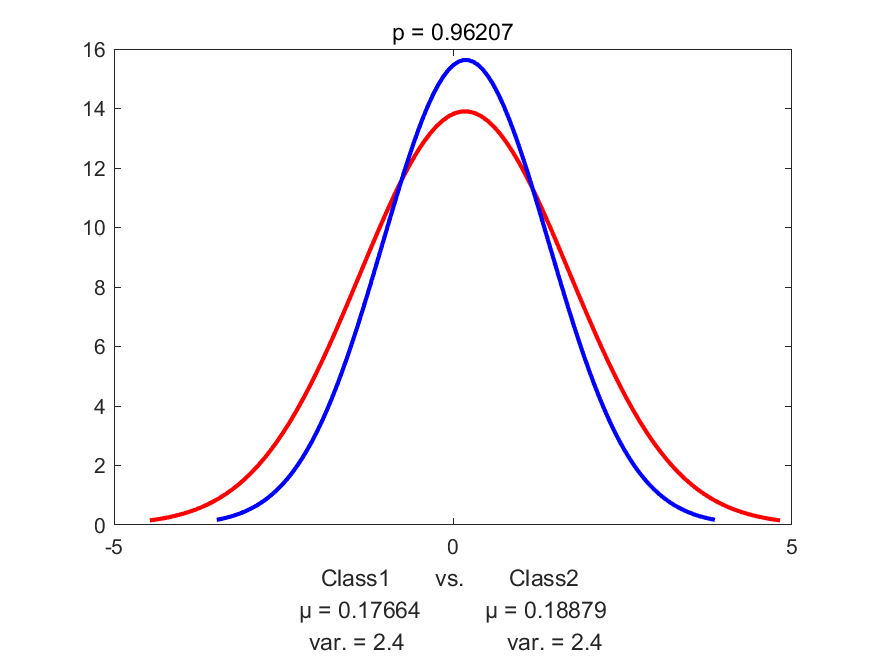 p = 0.96207
16
14
12
10
8
6
4
2
0
-5 0 5
Class1 vs. Class2
μ = 0.17664 μ = 0.18879
var. = 2.4 var. = 2.4